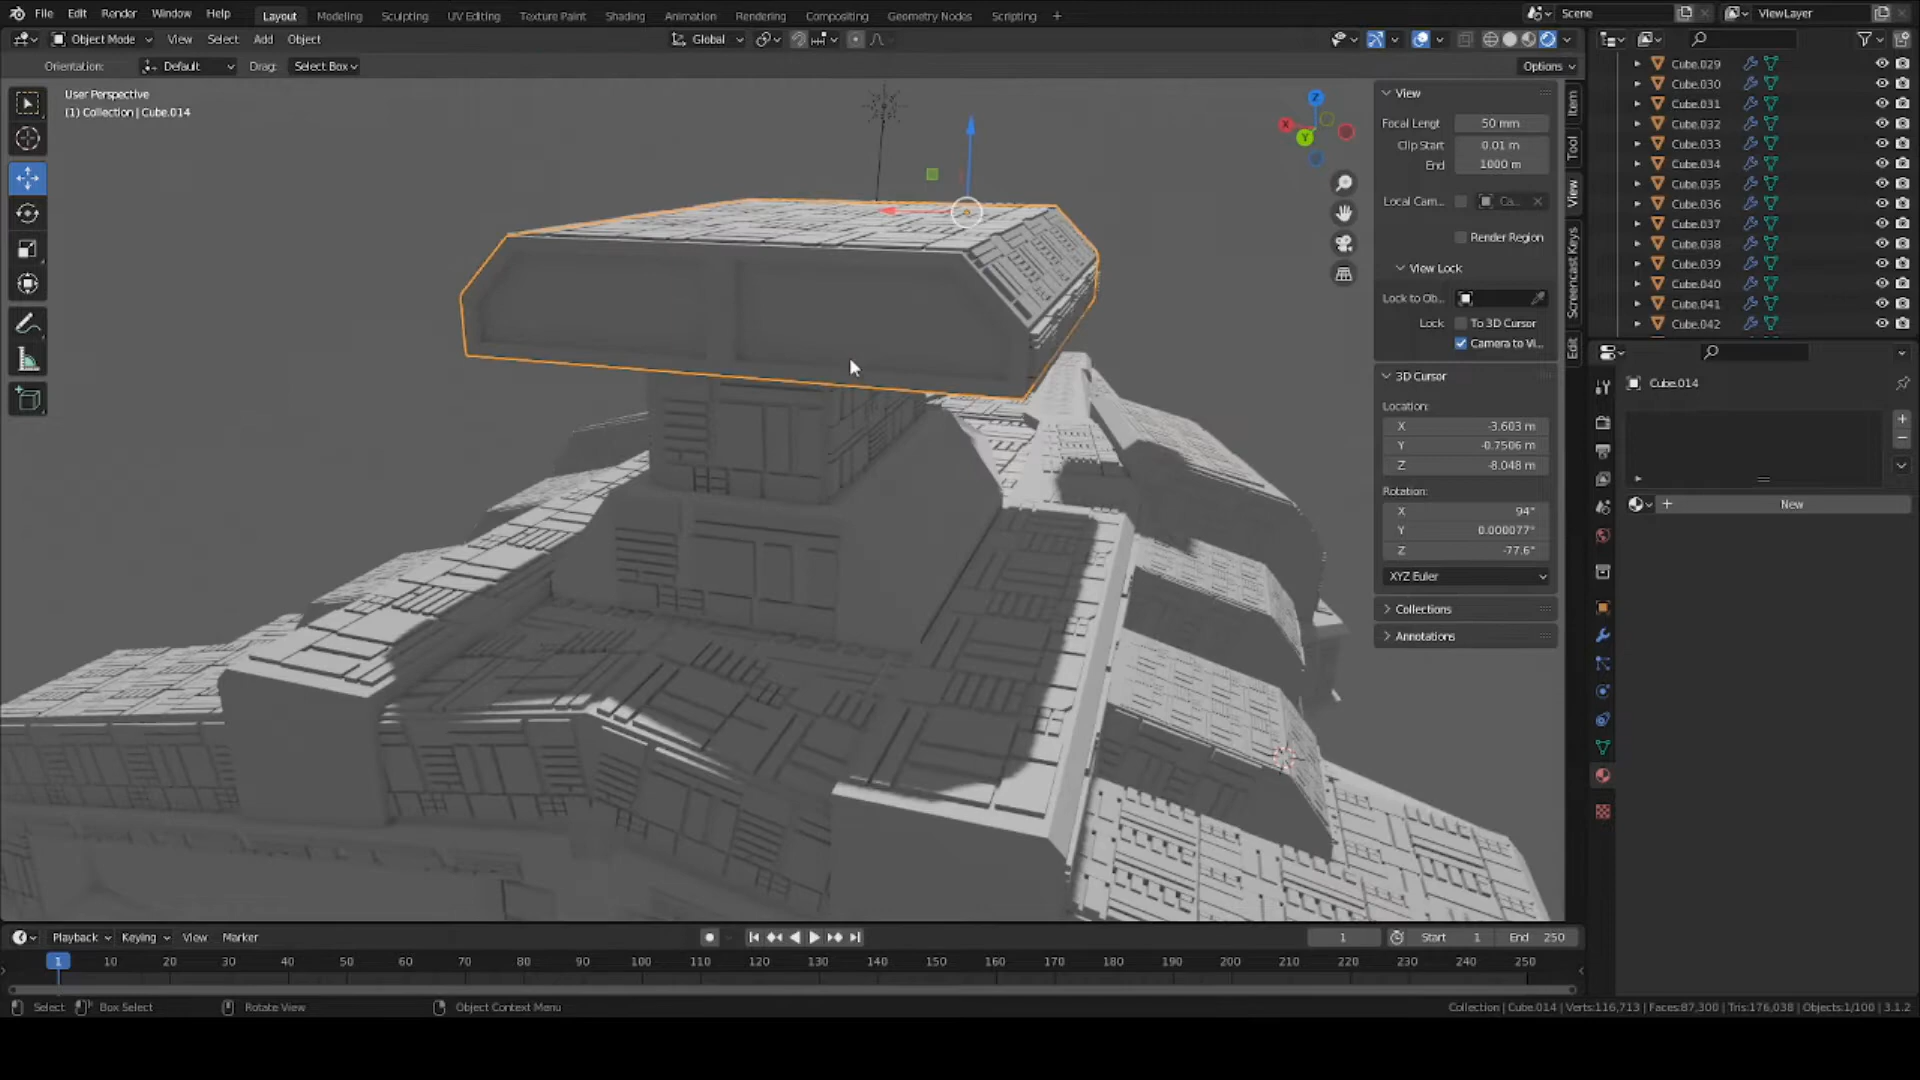 File Edit Render Window Help
Layout Modeling Sculpting UV Editing Texture Paint Shading Animation Rendering Compositing Geometry Nodes Scripting +
Scene
ViewLayer
Object Mode View Select Add Object
Global
Orientation: Default Drag: Select Box
Options
User Perspective
(1) Collection | Cube.014
Z
X
Y
View
Focal Lengt 50 mm
Clip Start 0.01 m
End 1000 m
Local Cam... Ca...
Render Region
View Lock
Lock to Ob...
Lock To 3D Cursor
Camera to Vi...
3D Cursor
Location:
X -3.603 m
Y -0.7506 m
Z -8.048 m
Rotation:
X 94°
Y 0.000077°
Z -77.6°
XYZ Euler
Collections
Annotations
Item
Tool
View
Screencast Keys
Edit
Cube.029
Cube.030
Cube.031
Cube.032
Cube.033
Cube.034
Cube.035
Cube.036
Cube.037
Cube.038
Cube.039
Cube.040
Cube.041
Cube.042
Cube.014
New
Playback Keying View Marker
1 Start 1 End 250
1 10 20 30 40 50 60 70 80 90 100 110 120 130 140 150 160 170 180 190 200 210 220 230 240 250
Select Box Select Rotate View Object Context Menu
Collection | Cube.014 | Verts:116,713 | Faces:87,300 | Tris:176,038 | Objects:1/100 | 3.1.2